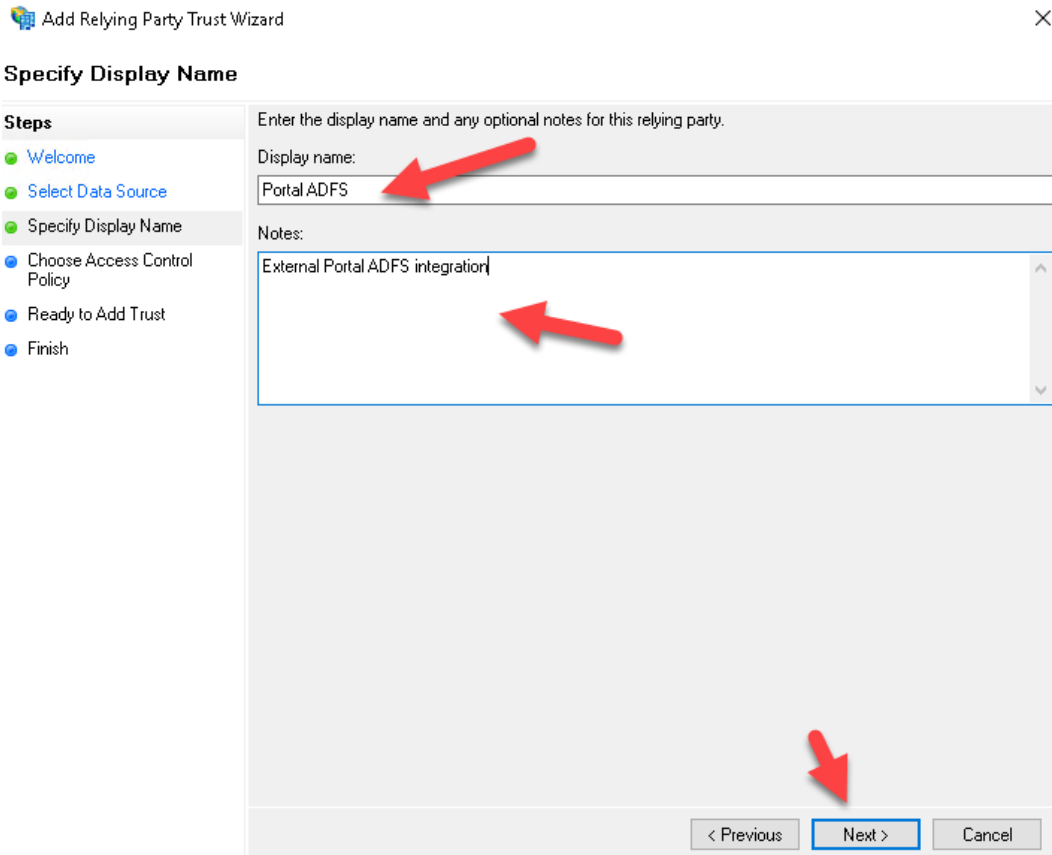 Add Relying Party Trust Wizard
Specify Display Name
Steps
Welcome
Select Data Source
Specify Display Name
Choose Access Control
Policy
Ready to Add Trust
Finish
Enter the display name and any optional notes for this relying party.
Display name:
Portal ADFS
Notes:
External Portal ADFS integration
< Previous
Next >
Cancel